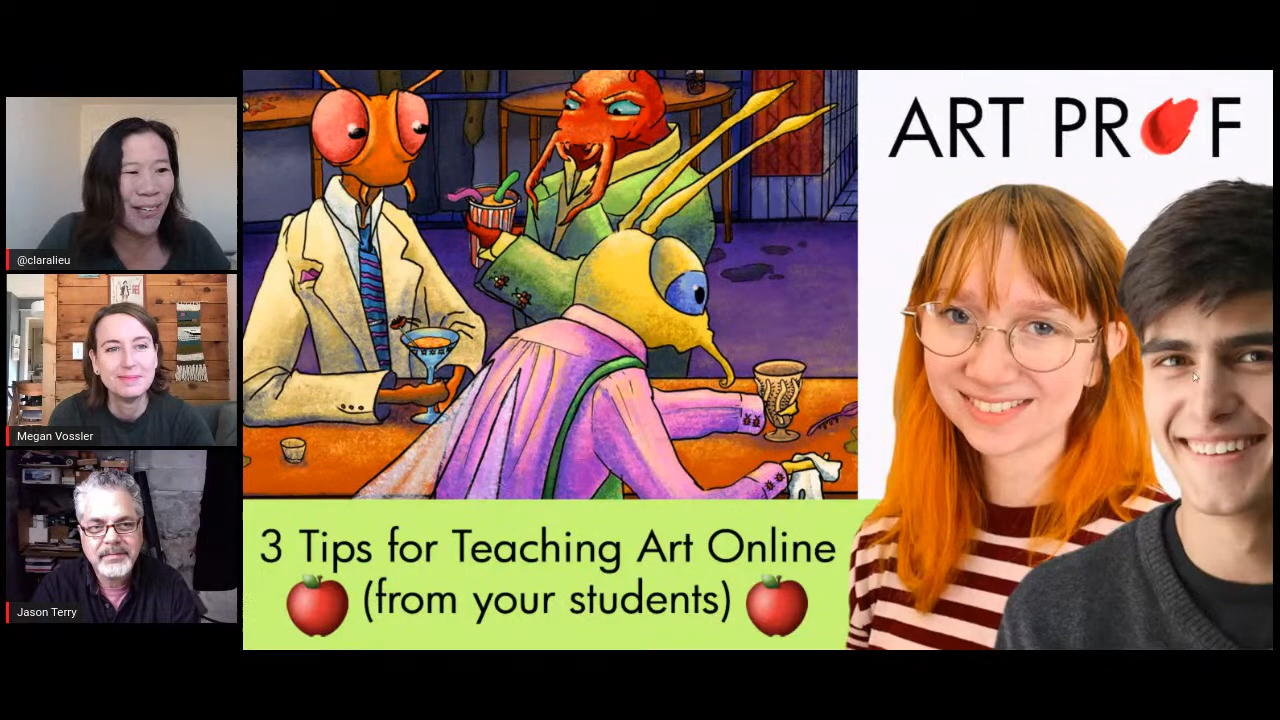 @claralieu
Megan Vossler
Jason Terry
ART PROF
3 Tips for Teaching Art Online
(from your students)